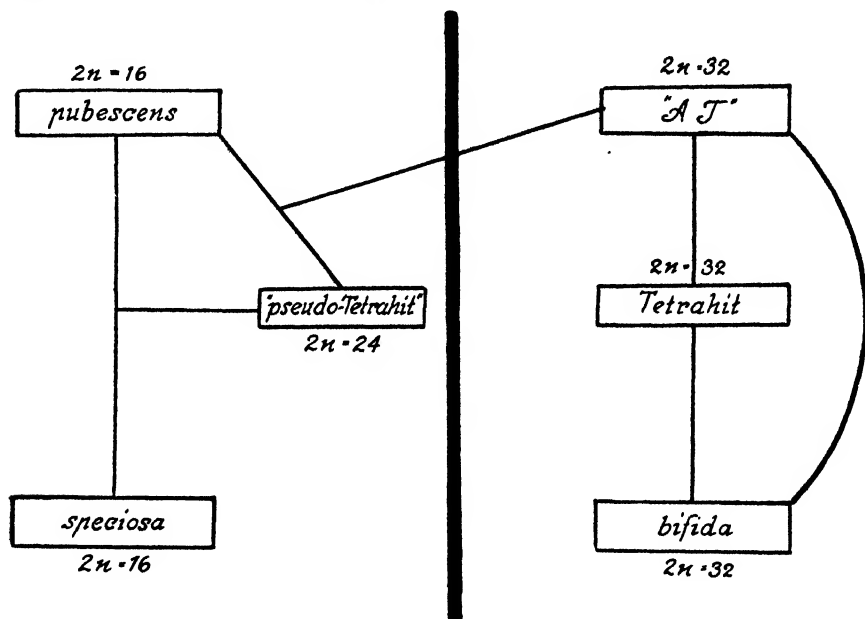 2n = 16
pubescens
2n = 32
"A T"
"pseudo-Tetrahit"
2n = 24
2n = 32
Tetrahit
speciosa
2n = 16
bifida
2n = 32